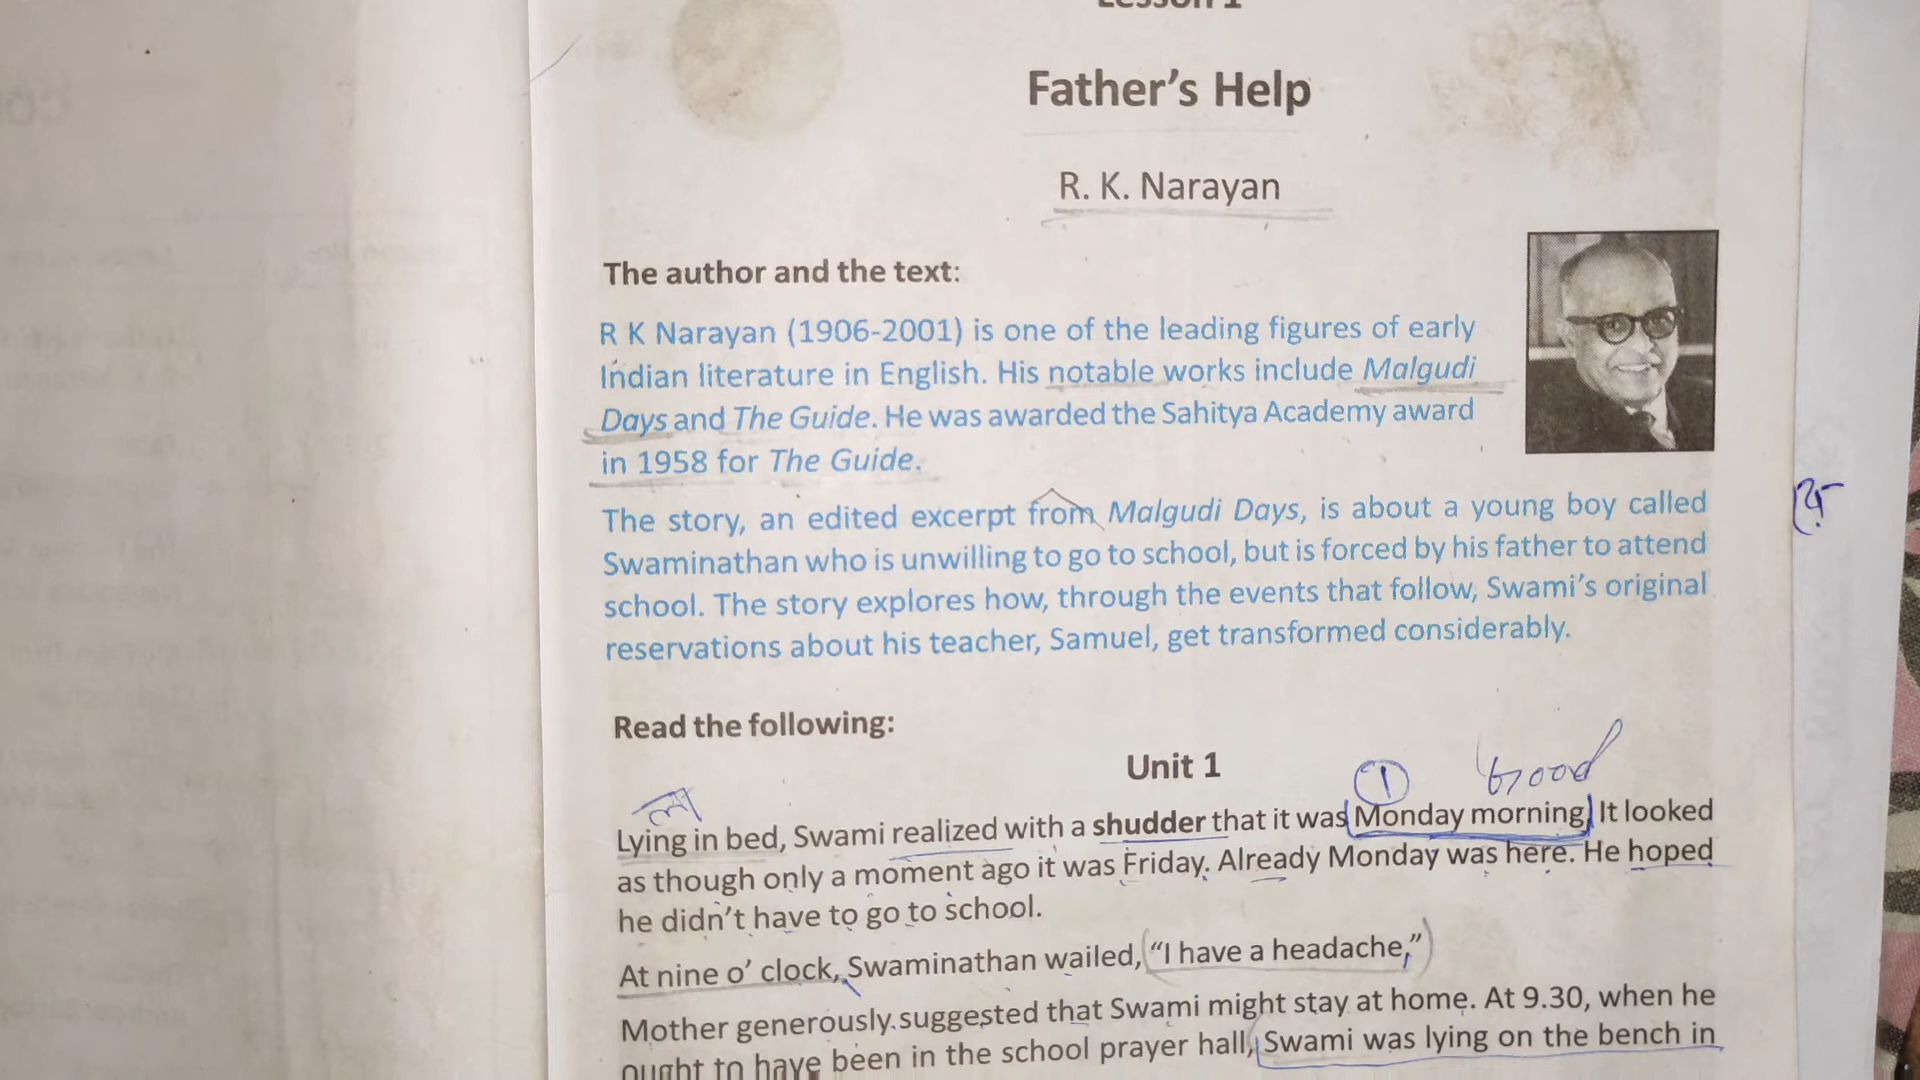 Lesson 1
Father's Help
R. K. Narayan
The author and the text:
R K Narayan (1906-2001) is one of the leading figures of early
Indian literature in English. His notable works include Malgudi
Days and The Guide. He was awarded the Sahitya Academy award
in 1958 for The Guide.
The story, an edited excerpt from Malgudi Days, is about a young boy called
Swaminathan who is unwilling to go to school, but is forced by his father to attend
school. The story explores how, through the events that follow, Swami's original
reservations about his teacher, Samuel, get transformed considerably.
Read the following:
Unit 1
1 Good
Lying in bed, Swami realized with a shudder that it was Monday morning. It looked
as though only a moment ago it was Friday. Already Monday was here. He hoped
he didn't have to go to school.
At nine o' clock, Swaminathan wailed, “I have a headache,”
Mother generously suggested that Swami might stay at home. At 9.30, when he
ought to have been in the school prayer hall, Swami was lying on the bench in